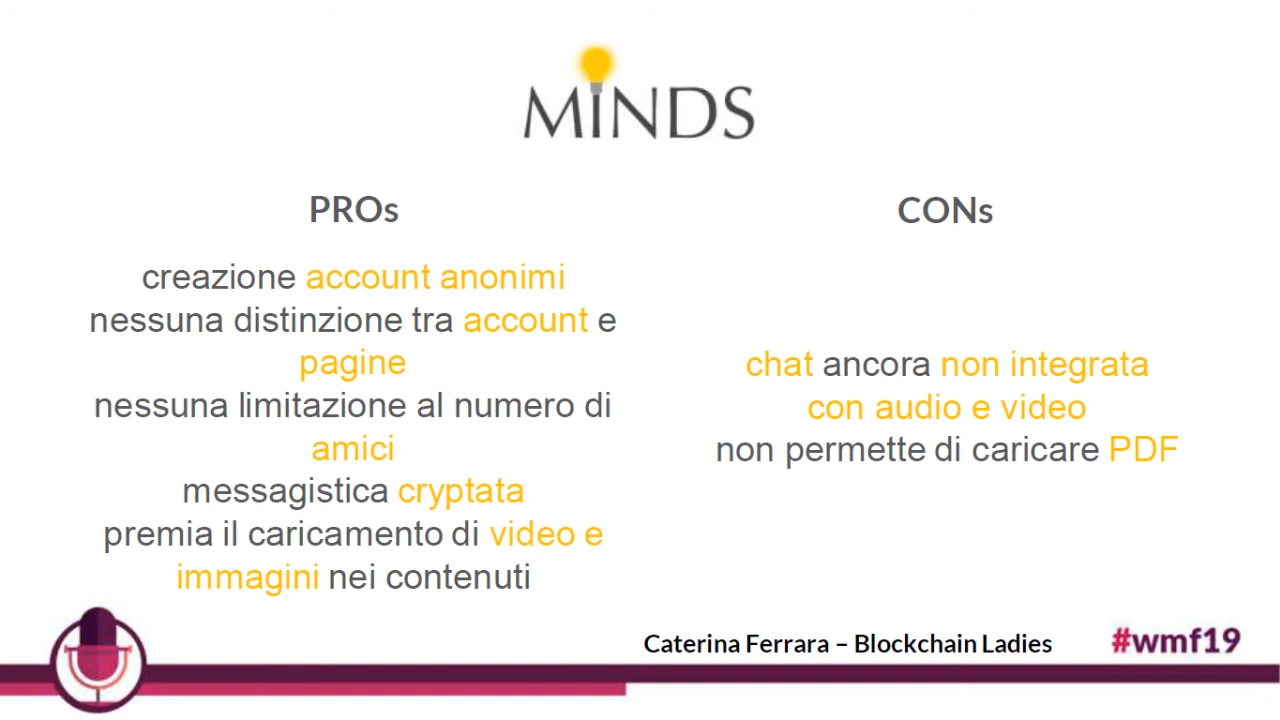 MINDS
PROs
creazione account anonimi
nessuna distinzione tra account e
pagine
nessuna limitazione al numero di
amici
messagistica cryptata
premia il caricamento di video e
immagini nei contenuti
CONs
chat ancora non integrata
con audio e video
non permette di caricare PDF
Caterina Ferrara – Blockchain Ladies
#wmf19